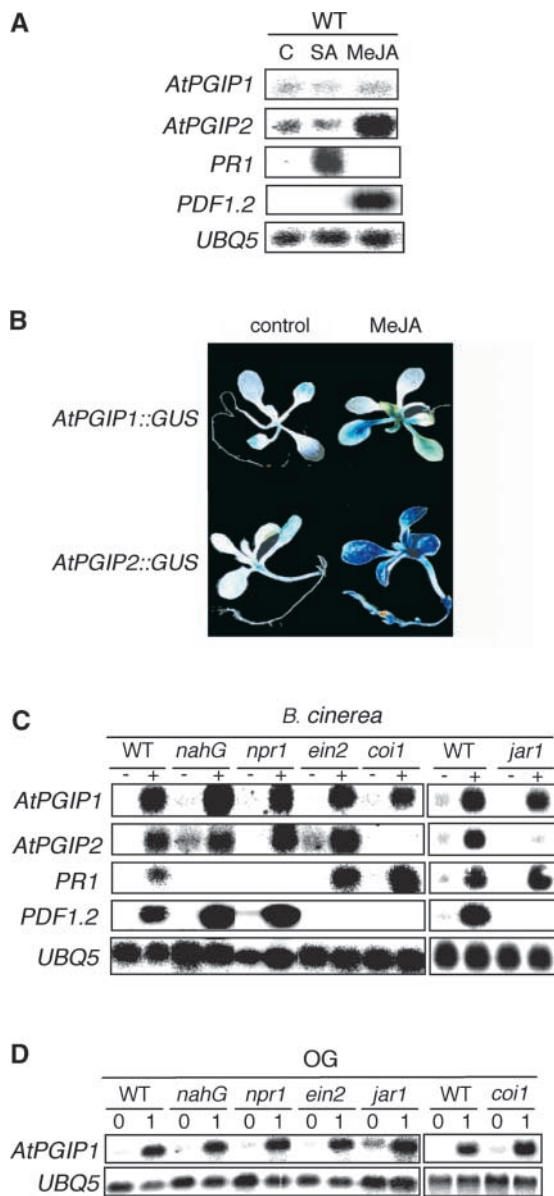 A
WT
C SA MeJA
AtPGIP1
AtPGIP2
PR1
PDF1.2
UBQ5
B
control MeJA
AtPGIP1::GUS
AtPGIP2::GUS
C
B. cinerea
WT nahG npr1 ein2 coi1 WT jar1
- + - + - + - + - + - + - +
AtPGIP1
AtPGIP2
PR1
PDF1.2
UBQ5
D
OG
WT nahG npr1 ein2 jar1 WT coi1
0 1 0 1 0 1 0 1 0 1 0 1 0 1
AtPGIP1
UBQ5